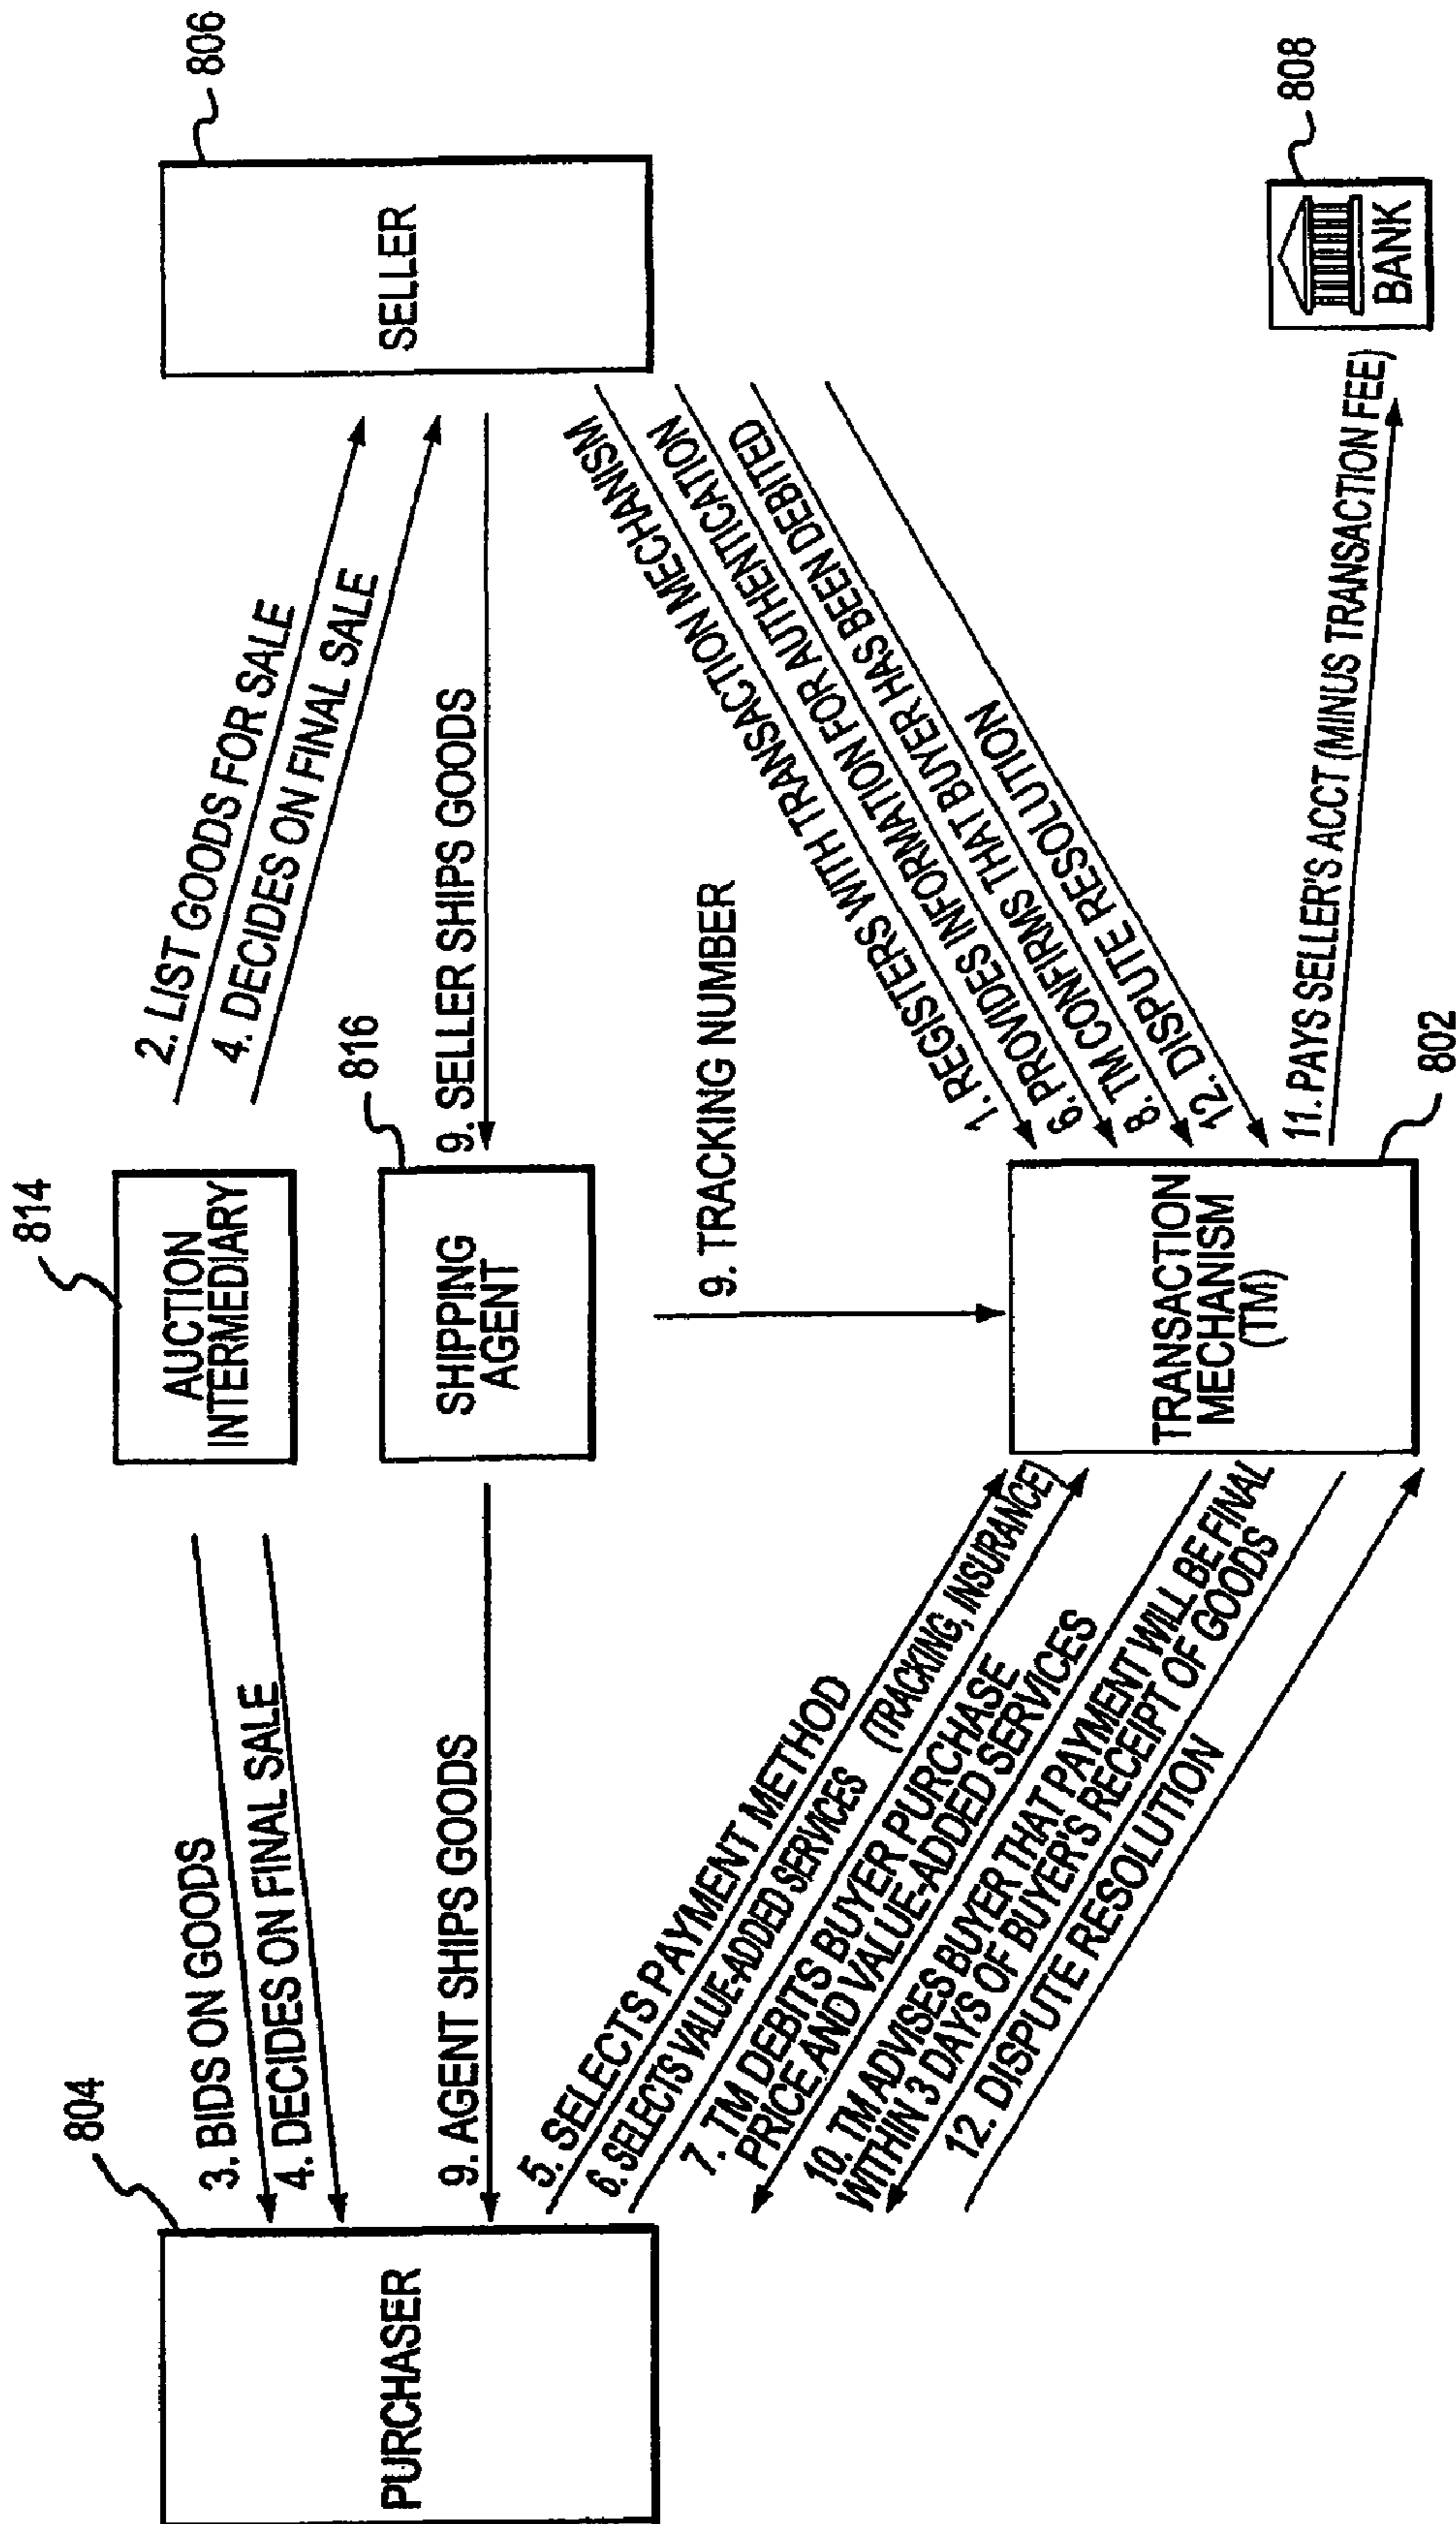 804
PURCHASER
3. BIDS ON GOODS
4. DECIDES ON FINAL SALE
9. AGENT SHIPS GOODS
814
AUCTION
INTERMEDIARY
816
SHIPPING
AGENT
2. LIST GOODS FOR SALE
4. DECIDES ON FINAL SALE
9. SELLER SHIPS GOODS
806
SELLER
9. TRACKING NUMBER
5. SELECTS PAYMENT METHOD
6. SELECTS VALUE-ADDED SERVICES (TRACKING, INSURANCE)
7. TM DEBITS BUYER PURCHASE
PRICE AND VALUE-ADDED SERVICES
10. TM ADVISES BUYER THAT PAYMENT WILL BE FINAL
WITHIN 3 DAYS OF BUYER'S RECEIPT OF GOODS
12. DISPUTE RESOLUTION
1. REGISTERS WITH TRANSACTION MECHANISM
6. PROVIDES INFORMATION FOR AUTHENTICATION
8. TM CONFIRMS THAT BUYER HAS BEEN DEBITED
12. DISPUTE RESOLUTION
TRANSACTION
MECHANISM
(TM)
802
11. PAYS SELLER'S ACCT (MINUS TRANSACTION FEE)
808
BANK